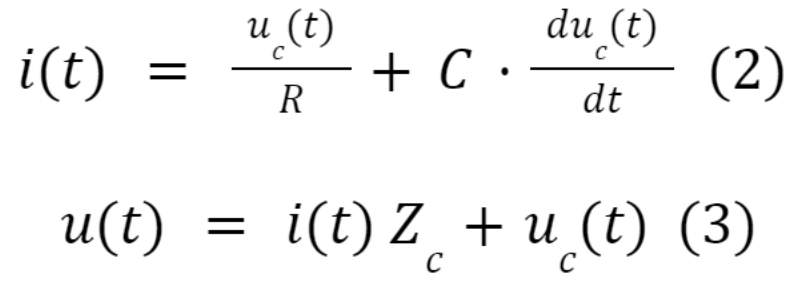 i(t) = u_c(t)/R + C · du_c(t)/dt (2)
u(t) = i(t) Z_c + u_c(t) (3)